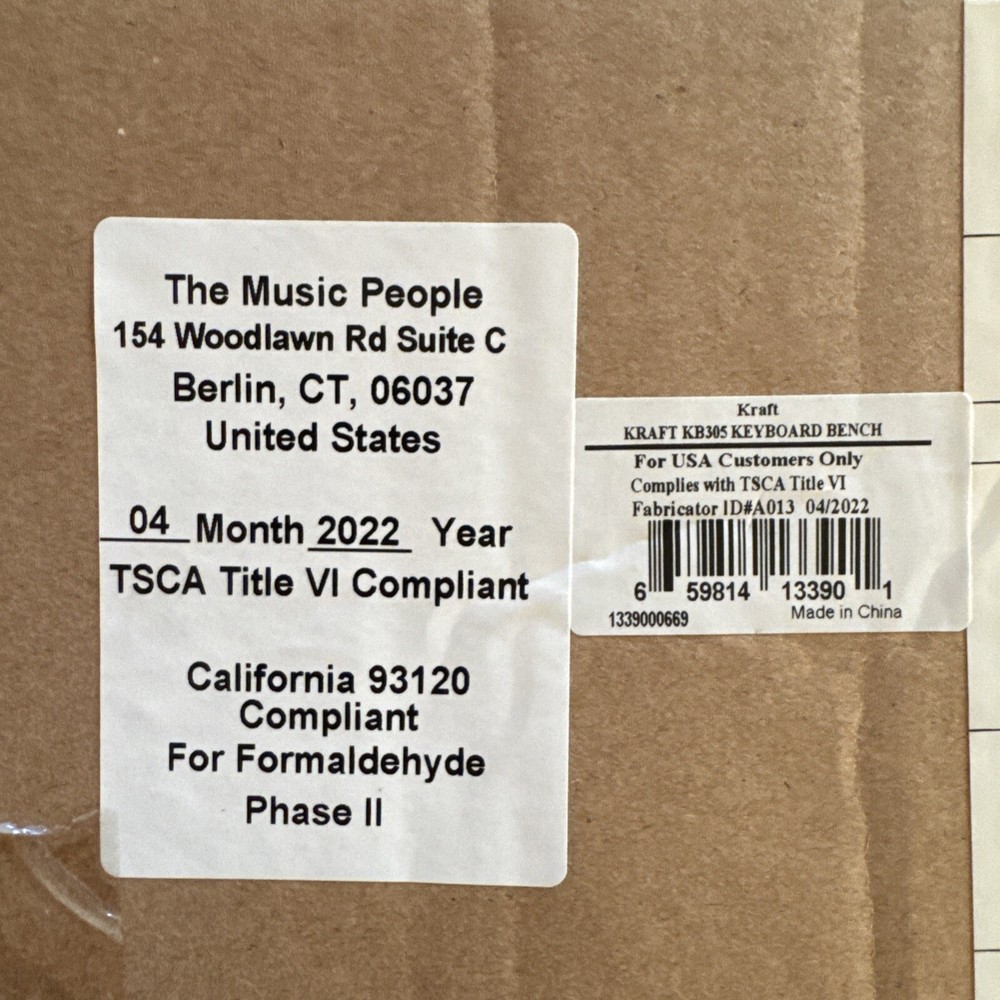 The Music People
154 Woodlawn Rd Suite C
Berlin, CT, 06037
United States
04 Month 2022 Year
TSCA Title VI Compliant
California 93120
Compliant
For Formaldehyde
Phase II
Kraft
KRAFT KB305 KEYBOARD BENCH
For USA Customers Only
Complies with TSCA Title VI
Fabricator ID#A013 04/2022
6 59814 13390 1
1339000669 Made in China